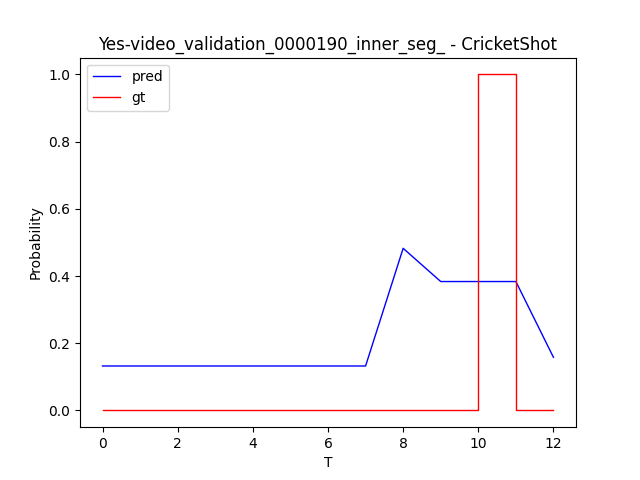 Yes-video_validation_0000190_inner_seg_ - CricketShot
pred
gt
1.0
0.8
0.6
0.4
0.2
0.0
Probability
0 2 4 6 8 10 12
T